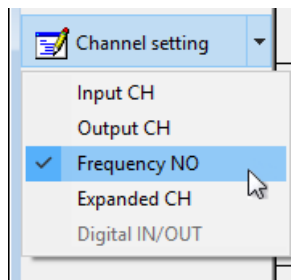 Channel setting
Input CH
Output CH
Frequency NO
Expanded CH
Digital IN/OUT